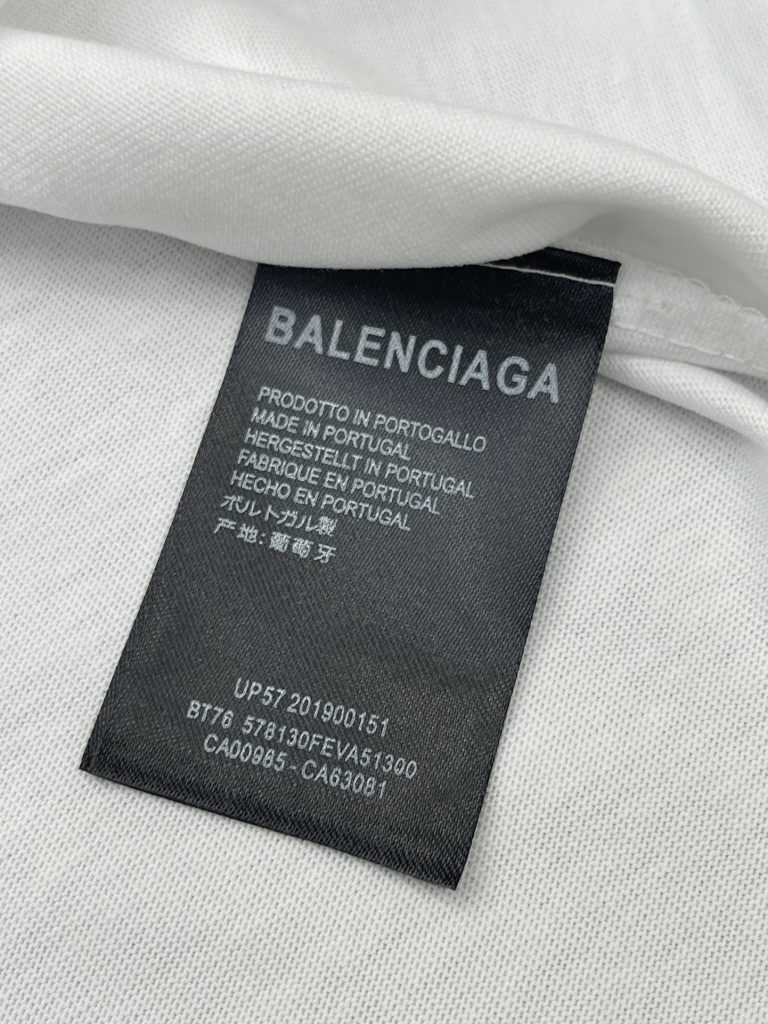 BALENCIAGA
PRODOTTO IN PORTOGALLO
MADE IN PORTUGAL
HERGESTELLT IN PORTUGAL
FABRIQUE EN PORTUGAL
HECHO EN PORTUGAL
ポルトガル製
产地: 葡萄牙
UP57 201900151
BT76 578130FEVA51300
CA00985 - CA63081